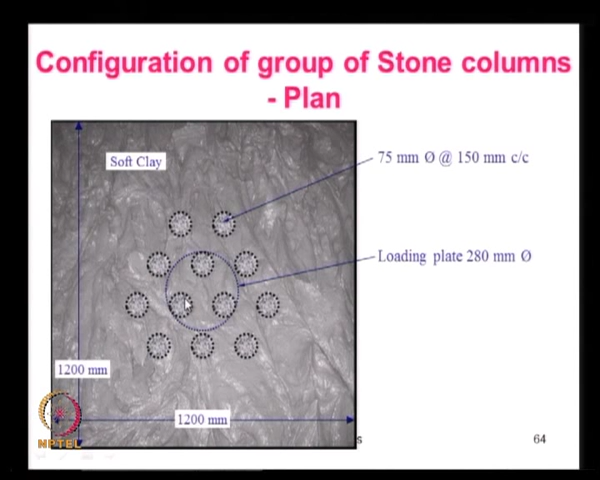 Configuration of group of Stone columns
- Plan
Soft Clay
75 mm Ø @ 150 mm c/c
Loading plate 280 mm Ø
1200 mm
1200 mm
NPTEL
s
64